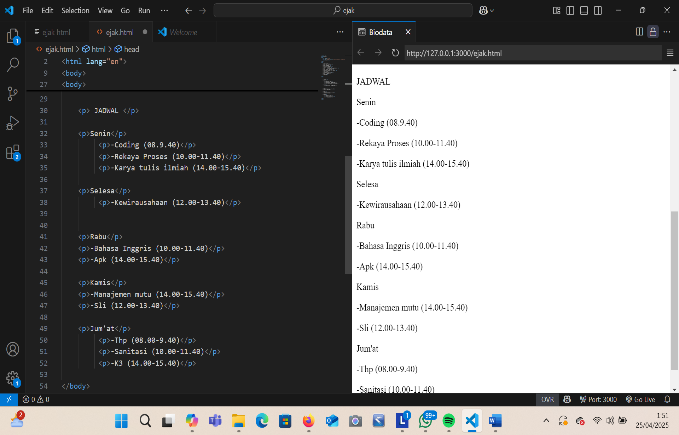 File Edit Selection View Go Run ··· ejak
ejak.html ejak.html Welcome ···
ejak.html > html > head
2 <html lang="en">
9 <body>
27 <body>
29
30 <p> JADWAL </p>
31
32 <p>Senin</p>
33 <p>-Coding (08.9.40)</p>
34 <p>-Rekaya Proses (10.00-11.40)</p>
35 <p>-Karya tulis ilmiah (14.00-15.40)</p>
36
37 <p>Selesa</p>
38 <p>-Kewirausahaan (12.00-13.40)</p>
39
40
41 <p>Rabu</p>
42 <p>-Bahasa Inggris (10.00-11.40)</p>
43 <p>-Apk (14.00-15.40)</p>
44
45 <p>Kamis</p>
46 <p>-Manajemen mutu (14.00-15.40)</p>
47 <p>-Sli (12.00-13.40)</p>
48
49 <p>Jum'at</p>
50 <p>-Thp (08.00-9.40)</p>
51 <p>-Sanitasi (10.00-11.40)</p>
52 <p>-K3 (14.00-15.40)</p>
53
54 </body>
Biodata
http://127.0.0.1:3000/ejak.html
JADWAL
Senin
-Coding (08.9.40)
-Rekaya Proses (10.00-11.40)
-Karya tulis ilmiah (14.00-15.40)
Selesa
-Kewirausahaan (12.00-13.40)
Rabu
-Bahasa Inggris (10.00-11.40)
-Apk (14.00-15.40)
Kamis
-Manajemen mutu (14.00-15.40)
-Sli (12.00-13.40)
Jum'at
-Thp (08.00-9.40)
-Sanitasi (10.00-11.40)
0 0 OVR Port: 3000 Go Live
2 1 99+ 1:51
25/04/2025